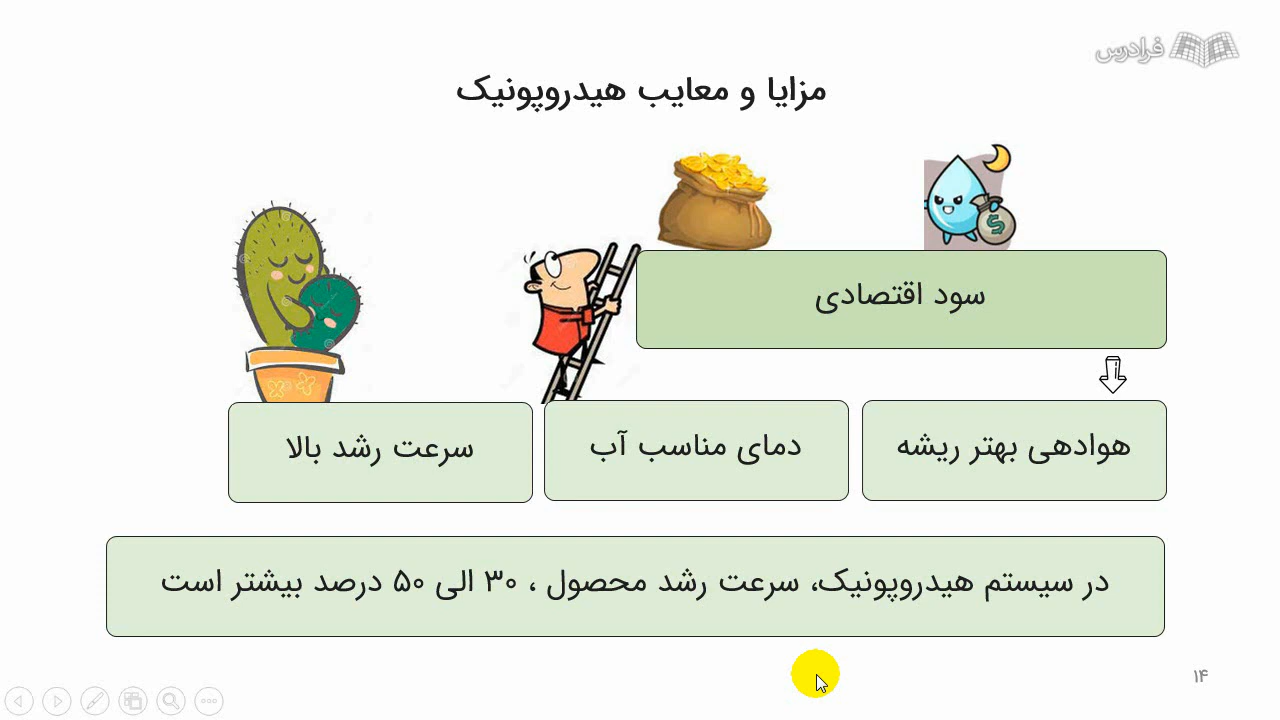 فرادرس
مزایا و معایب هیدروپونیک
$
سود اقتصادی
هوادهی بهتر ریشه
دمای مناسب آب
سرعت رشد بالا
در سیستم هیدروپونیک، سرعت رشد محصول ، ۳۰ الی ۵۰ درصد بیشتر است
۱۴